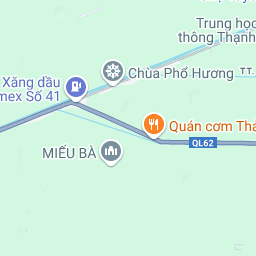 Trung học
thông Thạnh
Xăng dầu
mex Số 41
Chùa Phổ Hương
TT.
Quán cơm Thá
MIẾU BÀ
QL62